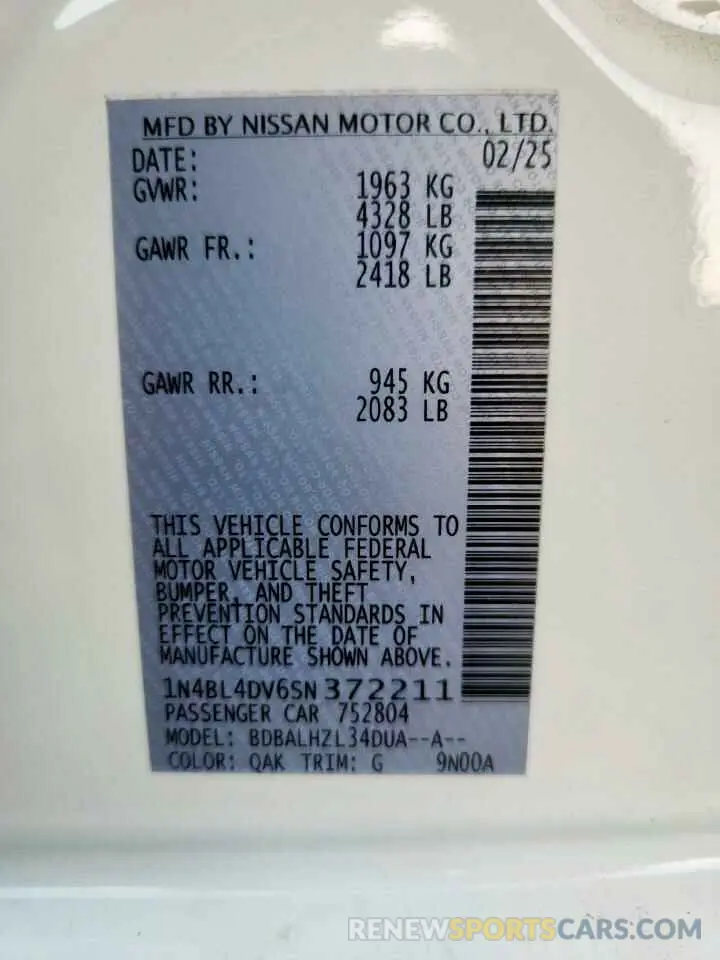 MFD BY NISSAN MOTOR CO., LTD.
DATE: 02/25
GVWR: 1963 KG
4328 LB
GAWR FR.: 1097 KG
2418 LB
GAWR RR.: 945 KG
2083 LB
THIS VEHICLE CONFORMS TO
ALL APPLICABLE FEDERAL
MOTOR VEHICLE SAFETY,
BUMPER, AND THEFT
PREVENTION STANDARDS IN
EFFECT ON THE DATE OF
MANUFACTURE SHOWN ABOVE.
1N4BL4DV6SN372211
PASSENGER CAR 752804
MODEL: BDBALHZL34DUA--A--
COLOR: QAK TRIM: G 9N00A
RENEWSPORTSCARS.COM